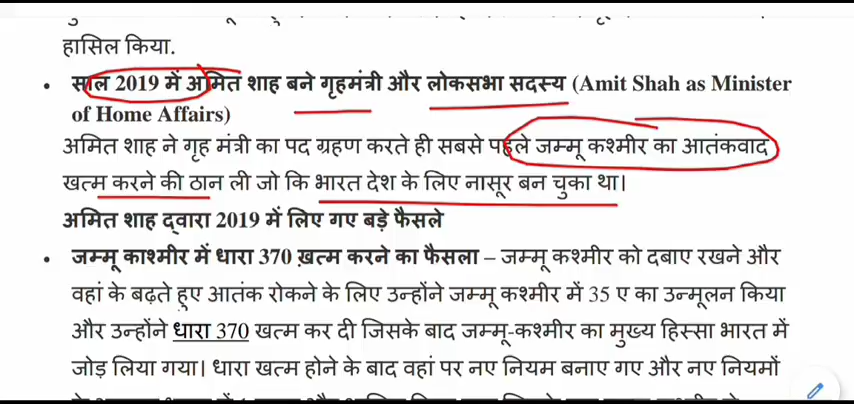 हासिल किया.
• साल 2019 में अमित शाह बने गृहमंत्री और लोकसभा सदस्य (Amit Shah as Minister
of Home Affairs)
अमित शाह ने गृह मंत्री का पद ग्रहण करते ही सबसे पहले जम्मू कश्मीर का आतंकवाद
खत्म करने की ठान ली जो कि भारत देश के लिए नासूर बन चुका था।
अमित शाह द्वारा 2019 में लिए गए बड़े फैसले
• जम्मू काश्मीर में धारा 370 ख़त्म करने का फैसला – जम्मू कश्मीर को दबाए रखने और
वहां के बढ़ते हुए आतंक रोकने के लिए उन्होंने जम्मू कश्मीर में 35 ए का उन्मूलन किया
और उन्होंने धारा 370 खत्म कर दी जिसके बाद जम्मू-कश्मीर का मुख्य हिस्सा भारत में
जोड़ लिया गया। धारा खत्म होने के बाद वहां पर नए नियम बनाए गए और नए नियमों